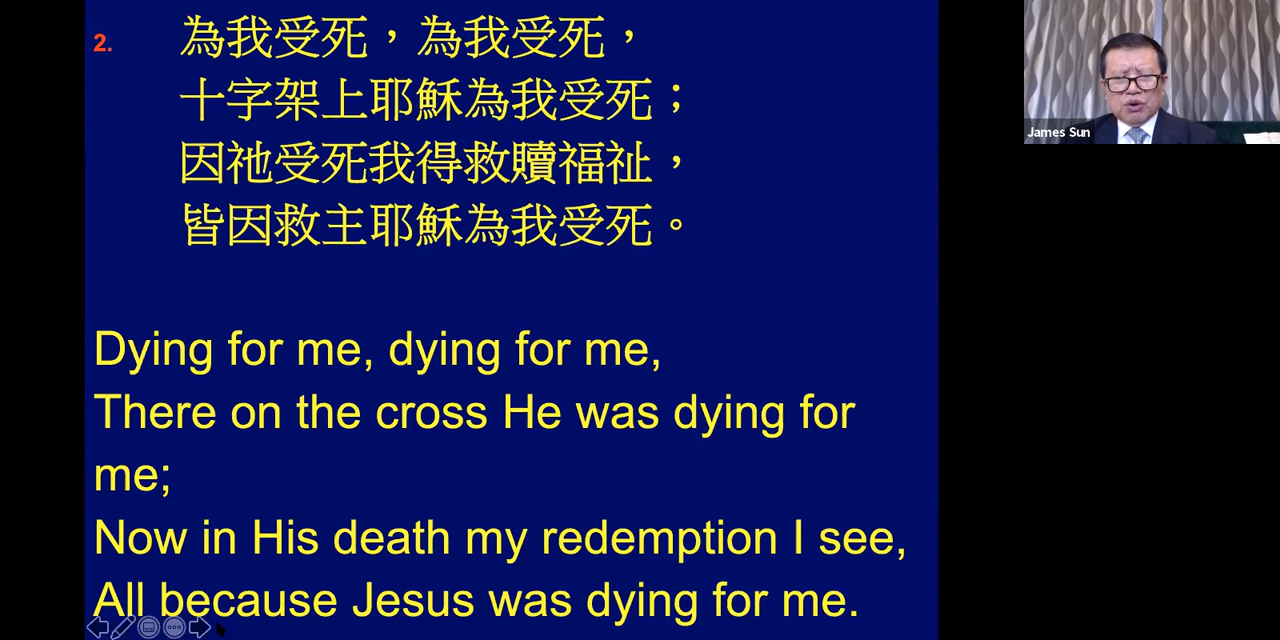 2. 為我受死，為我受死，
十字架上耶穌為我受死；
因祂受死我得救贖福祉，
皆因救主耶穌為我受死。
Dying for me, dying for me,
There on the cross He was dying for
me;
Now in His death my redemption I see,
All because Jesus was dying for me.
James Sun